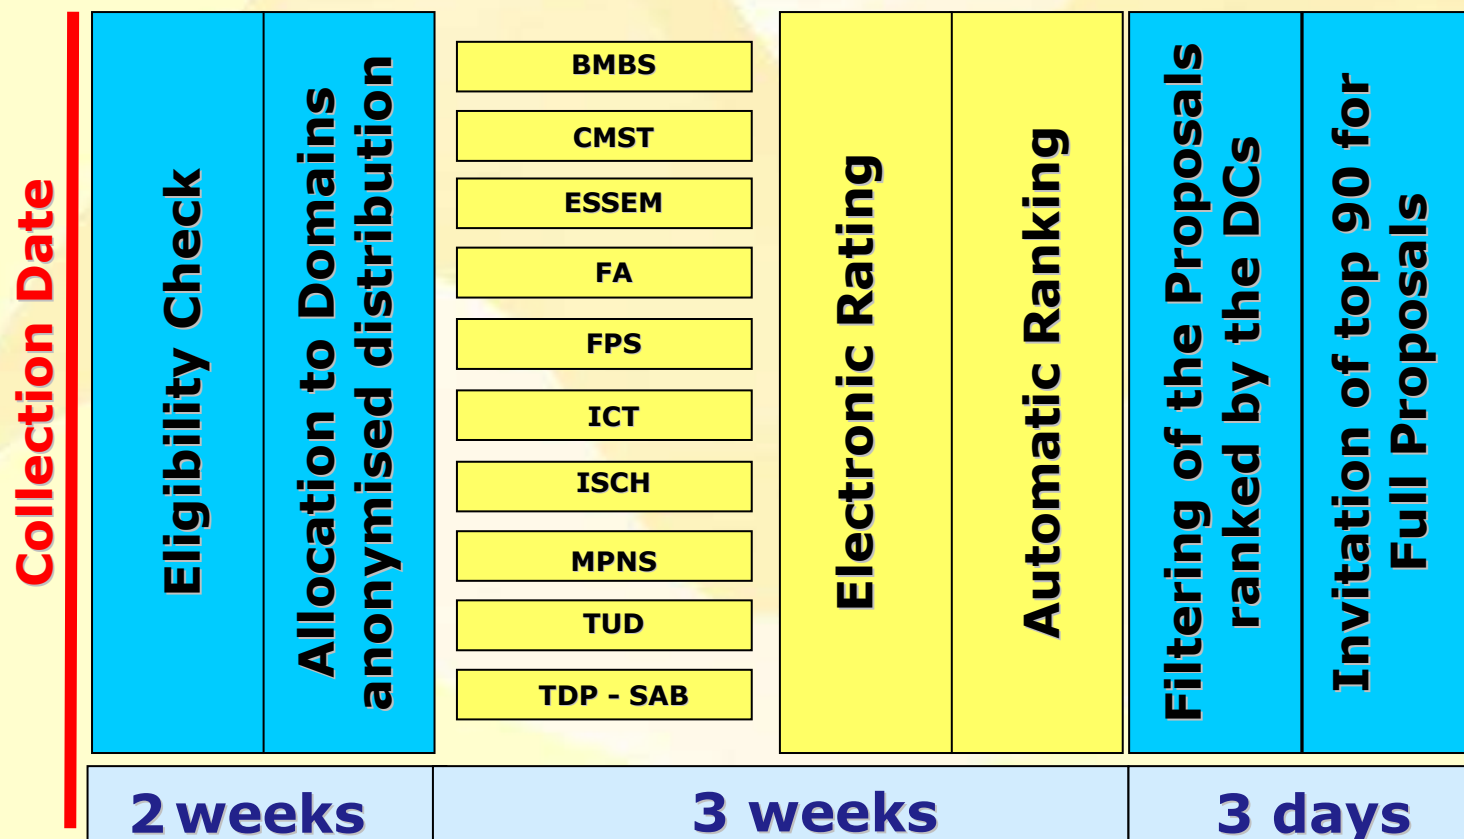 Collection Date
Eligibility Check
Allocation to Domains
anonymised distribution
BMBS
CMST
ESSEM
FA
FPS
ICT
ISCH
MPNS
TUD
TDP - SAB
Electronic Rating
Automatic Ranking
Filtering of the Proposals
ranked by the DCs
Invitation of top 90 for
Full Proposals
2 weeks
3 weeks
3 days